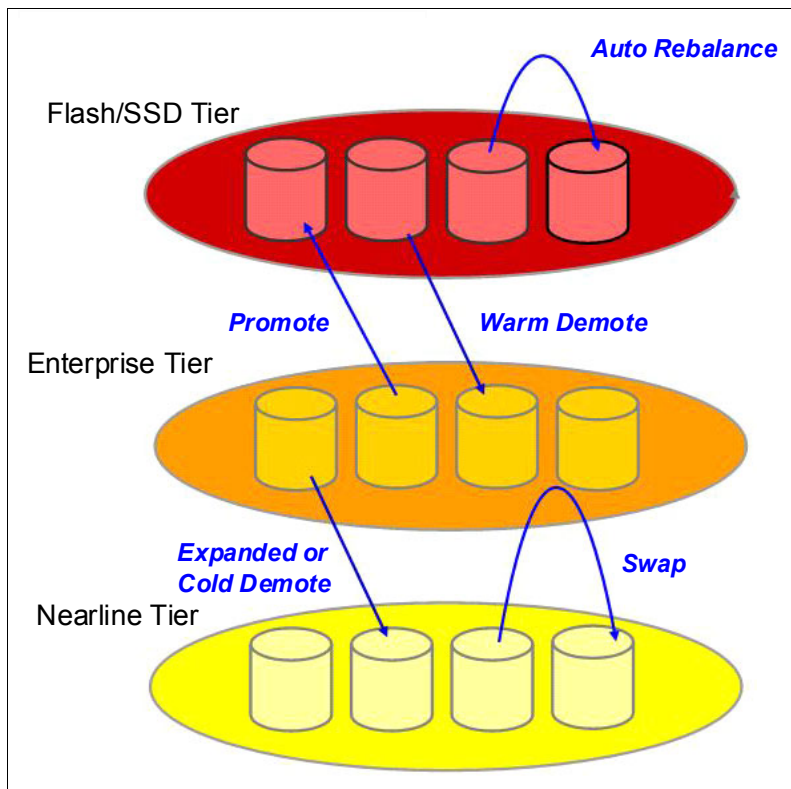 Auto Rebalance
Flash/SSD Tier
Promote
Warm Demote
Enterprise Tier
Expanded or
Cold Demote
Swap
Nearline Tier